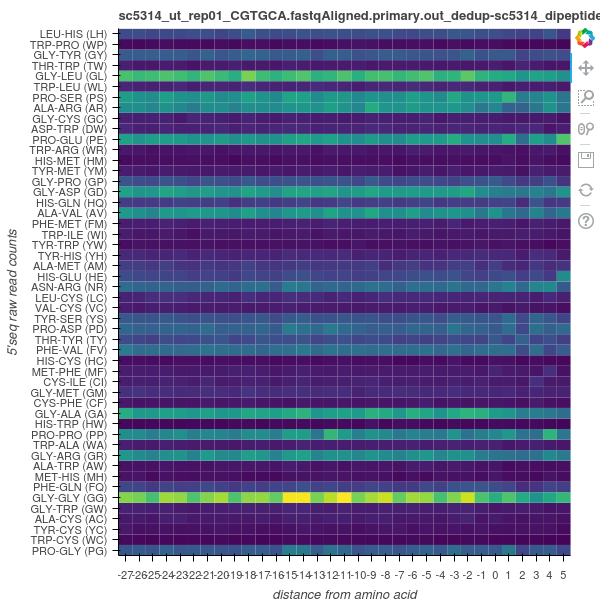 sc5314_ut_rep01_CGTGCA.fastqAligned.primary.out_dedup-sc5314_dipeptide
LEU-HIS (LH)
TRP-PRO (WP)
GLY-TYR (GY)
THR-TRP (TW)
GLY-LEU (GL)
TRP-LEU (WL)
PRO-SER (PS)
ALA-ARG (AR)
GLY-CYS (GC)
ASP-TRP (DW)
PRO-GLU (PE)
TRP-ARG (WR)
HIS-MET (HM)
TYR-MET (YM)
GLY-PRO (GP)
GLY-ASP (GD)
HIS-GLN (HQ)
ALA-VAL (AV)
PHE-MET (FM)
TRP-ILE (WI)
TYR-TRP (YW)
TYR-HIS (YH)
ALA-MET (AM)
HIS-GLU (HE)
ASN-ARG (NR)
LEU-CYS (LC)
VAL-CYS (VC)
TYR-SER (YS)
PRO-ASP (PD)
THR-TYR (TY)
PHE-VAL (FV)
HIS-CYS (HC)
MET-PHE (MF)
CYS-ILE (CI)
GLY-MET (GM)
CYS-PHE (CF)
GLY-ALA (GA)
HIS-TRP (HW)
PRO-PRO (PP)
TRP-ALA (WA)
GLY-ARG (GR)
ALA-TRP (AW)
MET-HIS (MH)
PHE-GLN (FQ)
GLY-GLY (GG)
GLY-TRP (GW)
ALA-CYS (AC)
TYR-CYS (YC)
TRP-CYS (WC)
PRO-GLY (PG)
5'seq raw read counts
-27-26-25-24-23-22-21-20-19-18-17-16-15-14-13-12-11-10 -9 -8 -7 -6 -5 -4 -3 -2 -1 0 1 2 3 4 5
distance from amino acid